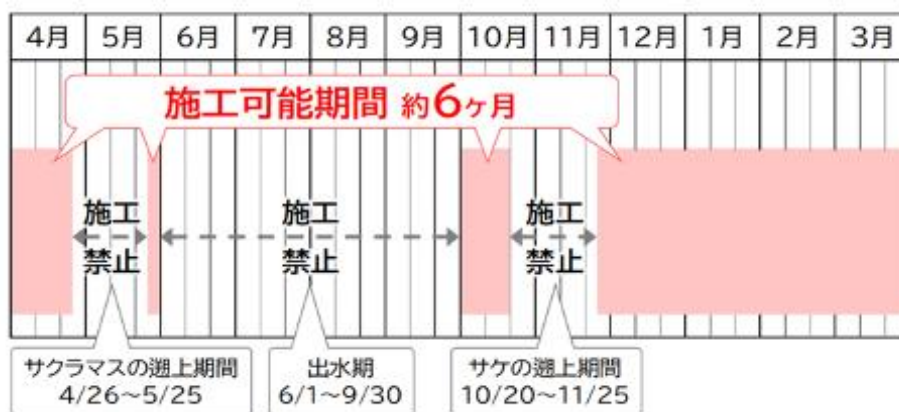 4月 5月 6月 7月 8月 9月 10月 11月 12月 1月 2月 3月
施工可能期間 約6ヶ月
施工
禁止
施工
禁止
施工
禁止
サクラマスの遡上期間
4/26～5/25
出水期
6/1～9/30
サケの遡上期間
10/20～11/25